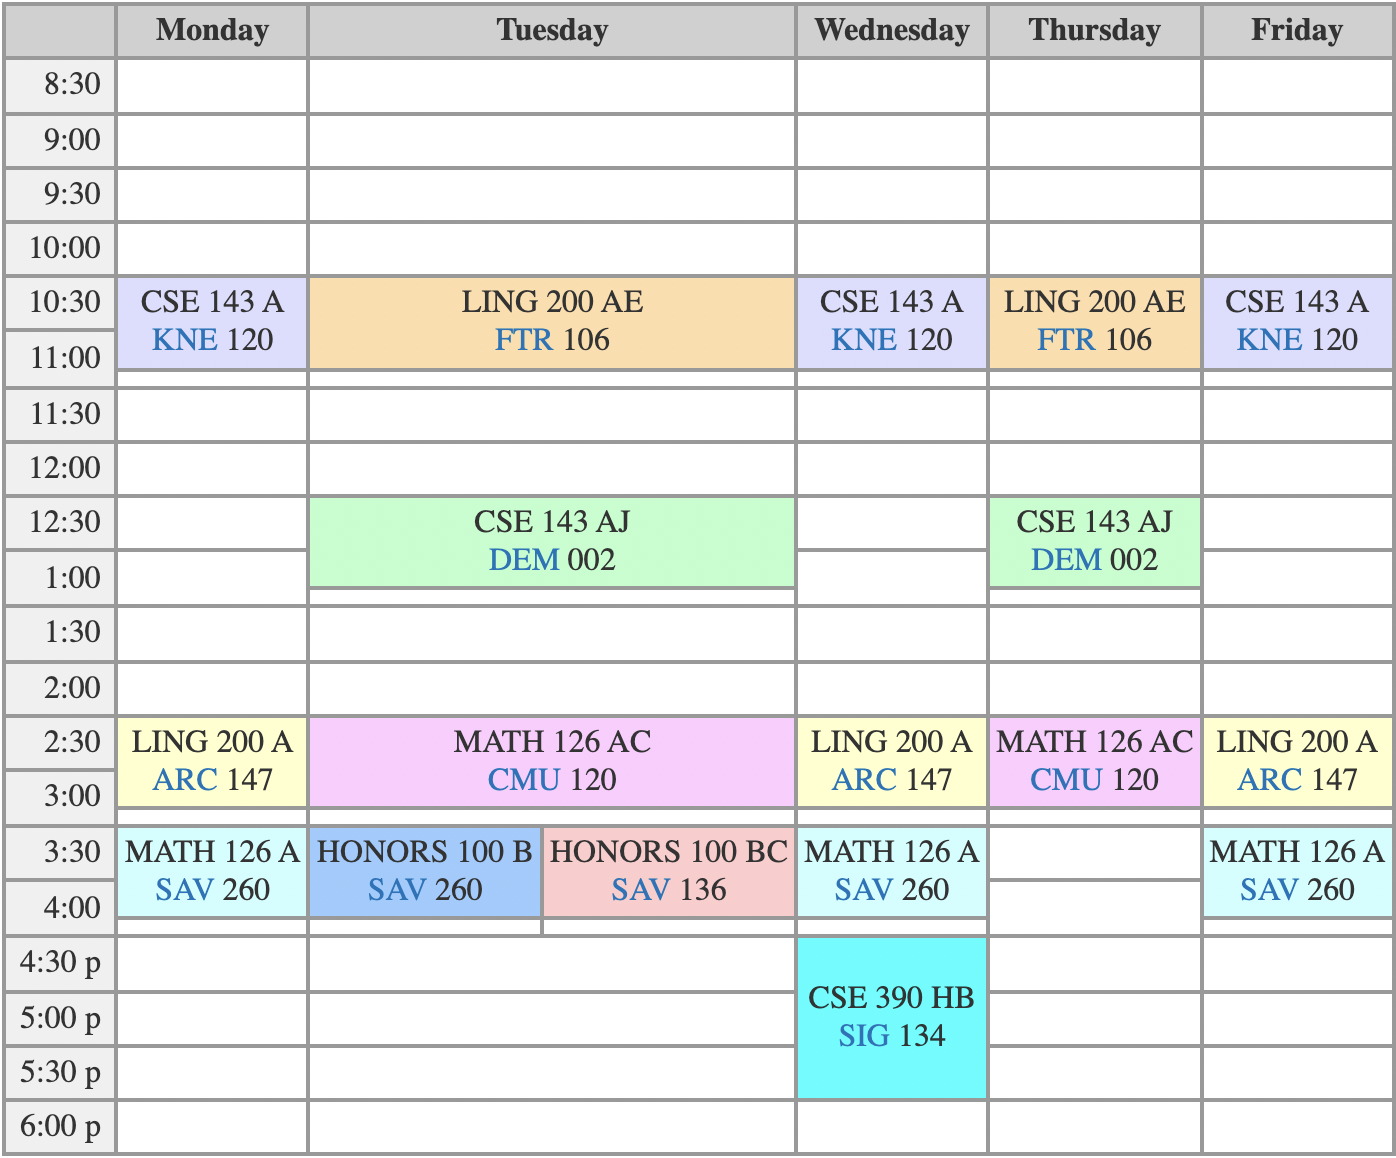 Monday Tuesday Wednesday Thursday Friday
8:30
9:00
9:30
10:00
10:30 CSE 143 A LING 200 AE CSE 143 A LING 200 AE CSE 143 A
KNE 120 FTR 106 KNE 120 FTR 106 KNE 120
11:00
11:30
12:00
12:30 CSE 143 AJ CSE 143 AJ
DEM 002 DEM 002
1:00
1:30
2:00
2:30 LING 200 A MATH 126 AC LING 200 A MATH 126 AC LING 200 A
ARC 147 CMU 120 ARC 147 CMU 120 ARC 147
3:00
3:30 MATH 126 A HONORS 100 B HONORS 100 BC MATH 126 A MATH 126 A
SAV 260 SAV 260 SAV 136 SAV 260 SAV 260
4:00
4:30 p
CSE 390 HB
5:00 p
SIG 134
5:30 p
6:00 p